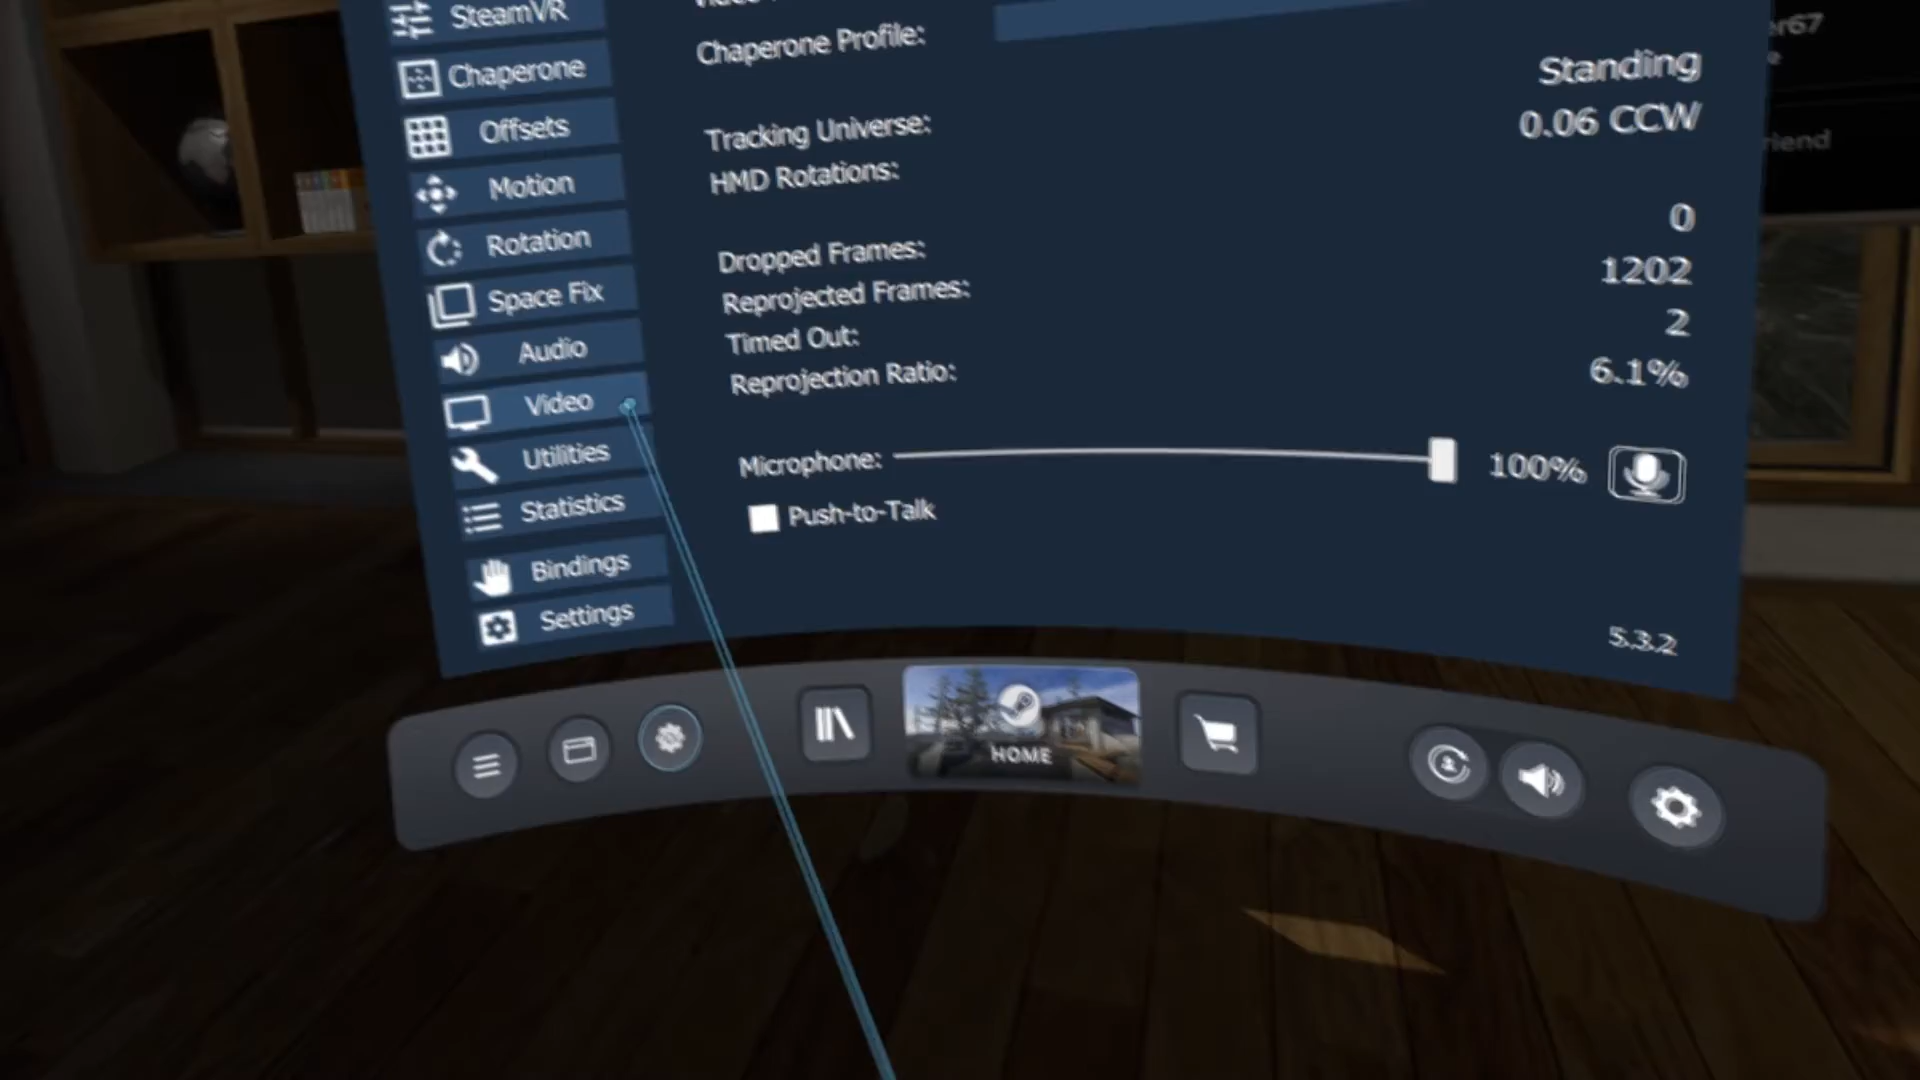 SteamVR
Chaperone
Offsets
Motion
Rotation
Space Fix
Audio
Video
Utilities
Statistics
Bindings
Settings
Chaperone Profile:
Tracking Universe: Standing
HMD Rotations: 0.06 CCW
Dropped Frames: 0
Reprojected Frames: 1202
Timed Out: 2
Reprojection Ratio: 6.1%
Microphone: 100%
Push-to-Talk
5.3.2
HOME
er67
riend